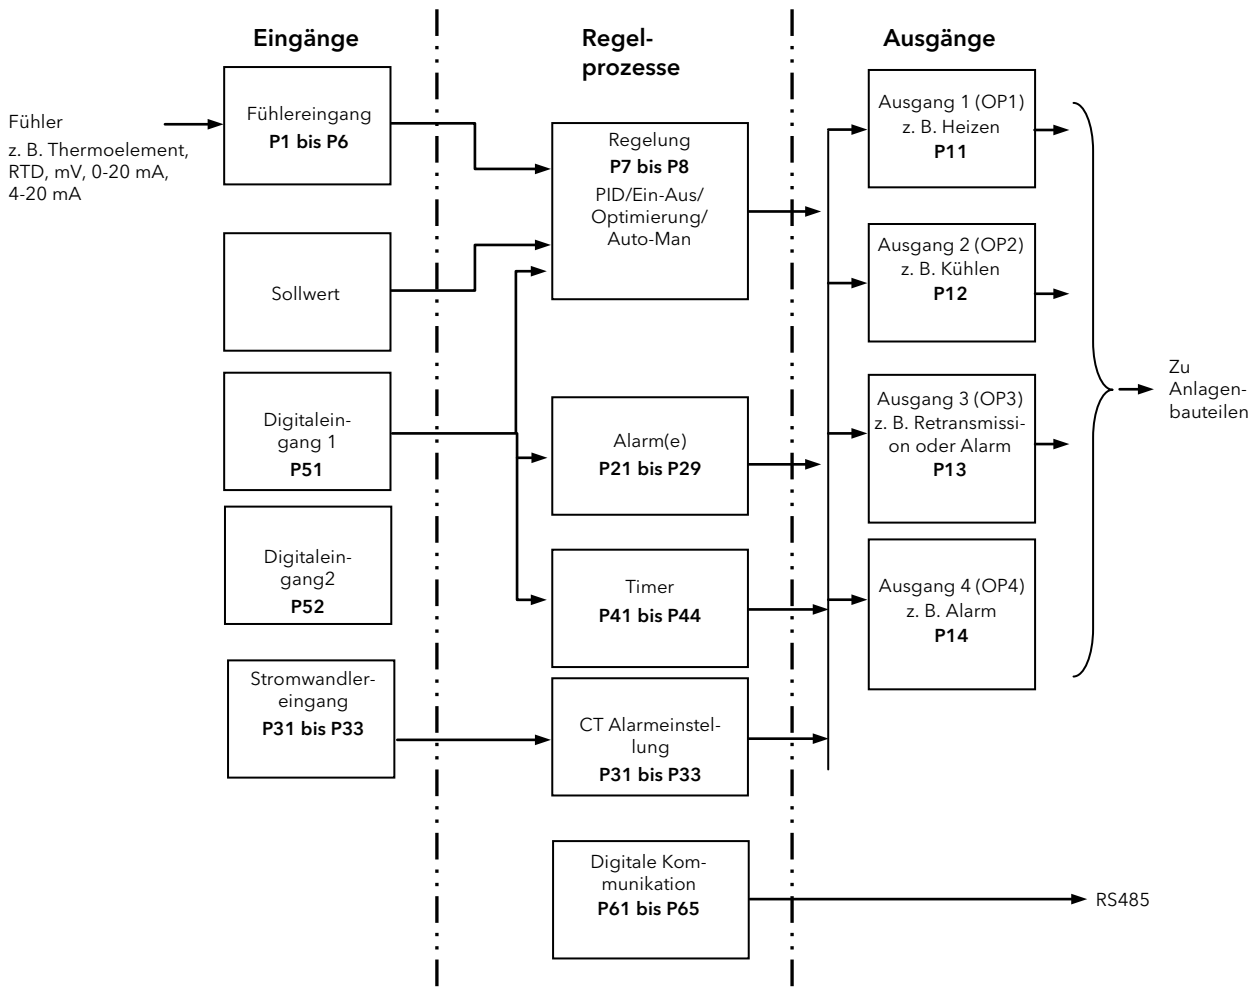 Eingänge
Regel-
prozesse
Ausgänge
Fühler
z. B. Thermoelement,
RTD, mV, 0-20 mA,
4-20 mA
Fühlereingang
P1 bis P6
Sollwert
Digitalein-
gang 1
P51
Digitalein-
gang2
P52
Stromwandler-
eingang
P31 bis P33
Regelung
P7 bis P8
PID/Ein-Aus/
Optimierung/
Auto-Man
Alarm(e)
P21 bis P29
Timer
P41 bis P44
CT Alarmeinstel-
lung
P31 bis P33
Digitale Kom-
munikation
P61 bis P65
Ausgang 1 (OP1)
z. B. Heizen
P11
Ausgang 2 (OP2)
z. B. Kühlen
P12
Ausgang 3 (OP3)
z. B. Retransmissi-
on oder Alarm
P13
Ausgang 4 (OP4)
z. B. Alarm
P14
Zu
Anlagen-
bauteilen
RS485